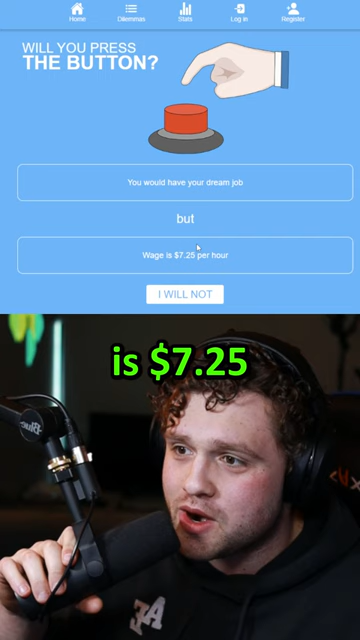 Home
Dilemmas
Stats
Log in
Register
WILL YOU PRESS
THE BUTTON?
You would have your dream job
but
Wage is $7.25 per hour
I WILL NOT
is $7.25